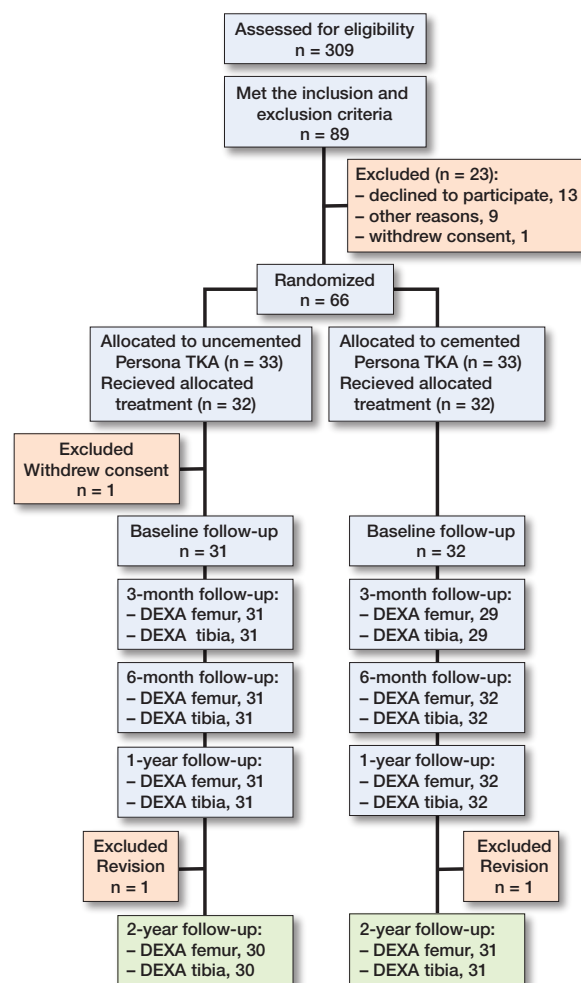 Assessed for eligibility
n = 309
Met the inclusion and
exclusion criteria
n = 89
Excluded (n = 23):
– declined to participate, 13
– other reasons, 9
– withdrew consent, 1
Randomized
n = 66
Allocated to uncemented
Persona TKA (n = 33)
Recieved allocated
treatment (n = 32)
Allocated to cemented
Persona TKA (n = 33)
Recieved allocated
treatment (n = 32)
Excluded
Withdrew consent
n = 1
Baseline follow-up
n = 31
Baseline follow-up
n = 32
3-month follow-up:
– DEXA femur, 31
– DEXA tibia, 31
3-month follow-up:
– DEXA femur, 29
– DEXA tibia, 29
6-month follow-up:
– DEXA femur, 31
– DEXA tibia, 31
6-month follow-up:
– DEXA femur, 32
– DEXA tibia, 32
1-year follow-up:
– DEXA femur, 31
– DEXA tibia, 31
1-year follow-up:
– DEXA femur, 32
– DEXA tibia, 32
Excluded
Revision
n = 1
Excluded
Revision
n = 1
2-year follow-up:
– DEXA femur, 30
– DEXA tibia, 30
2-year follow-up:
– DEXA femur, 31
– DEXA tibia, 31